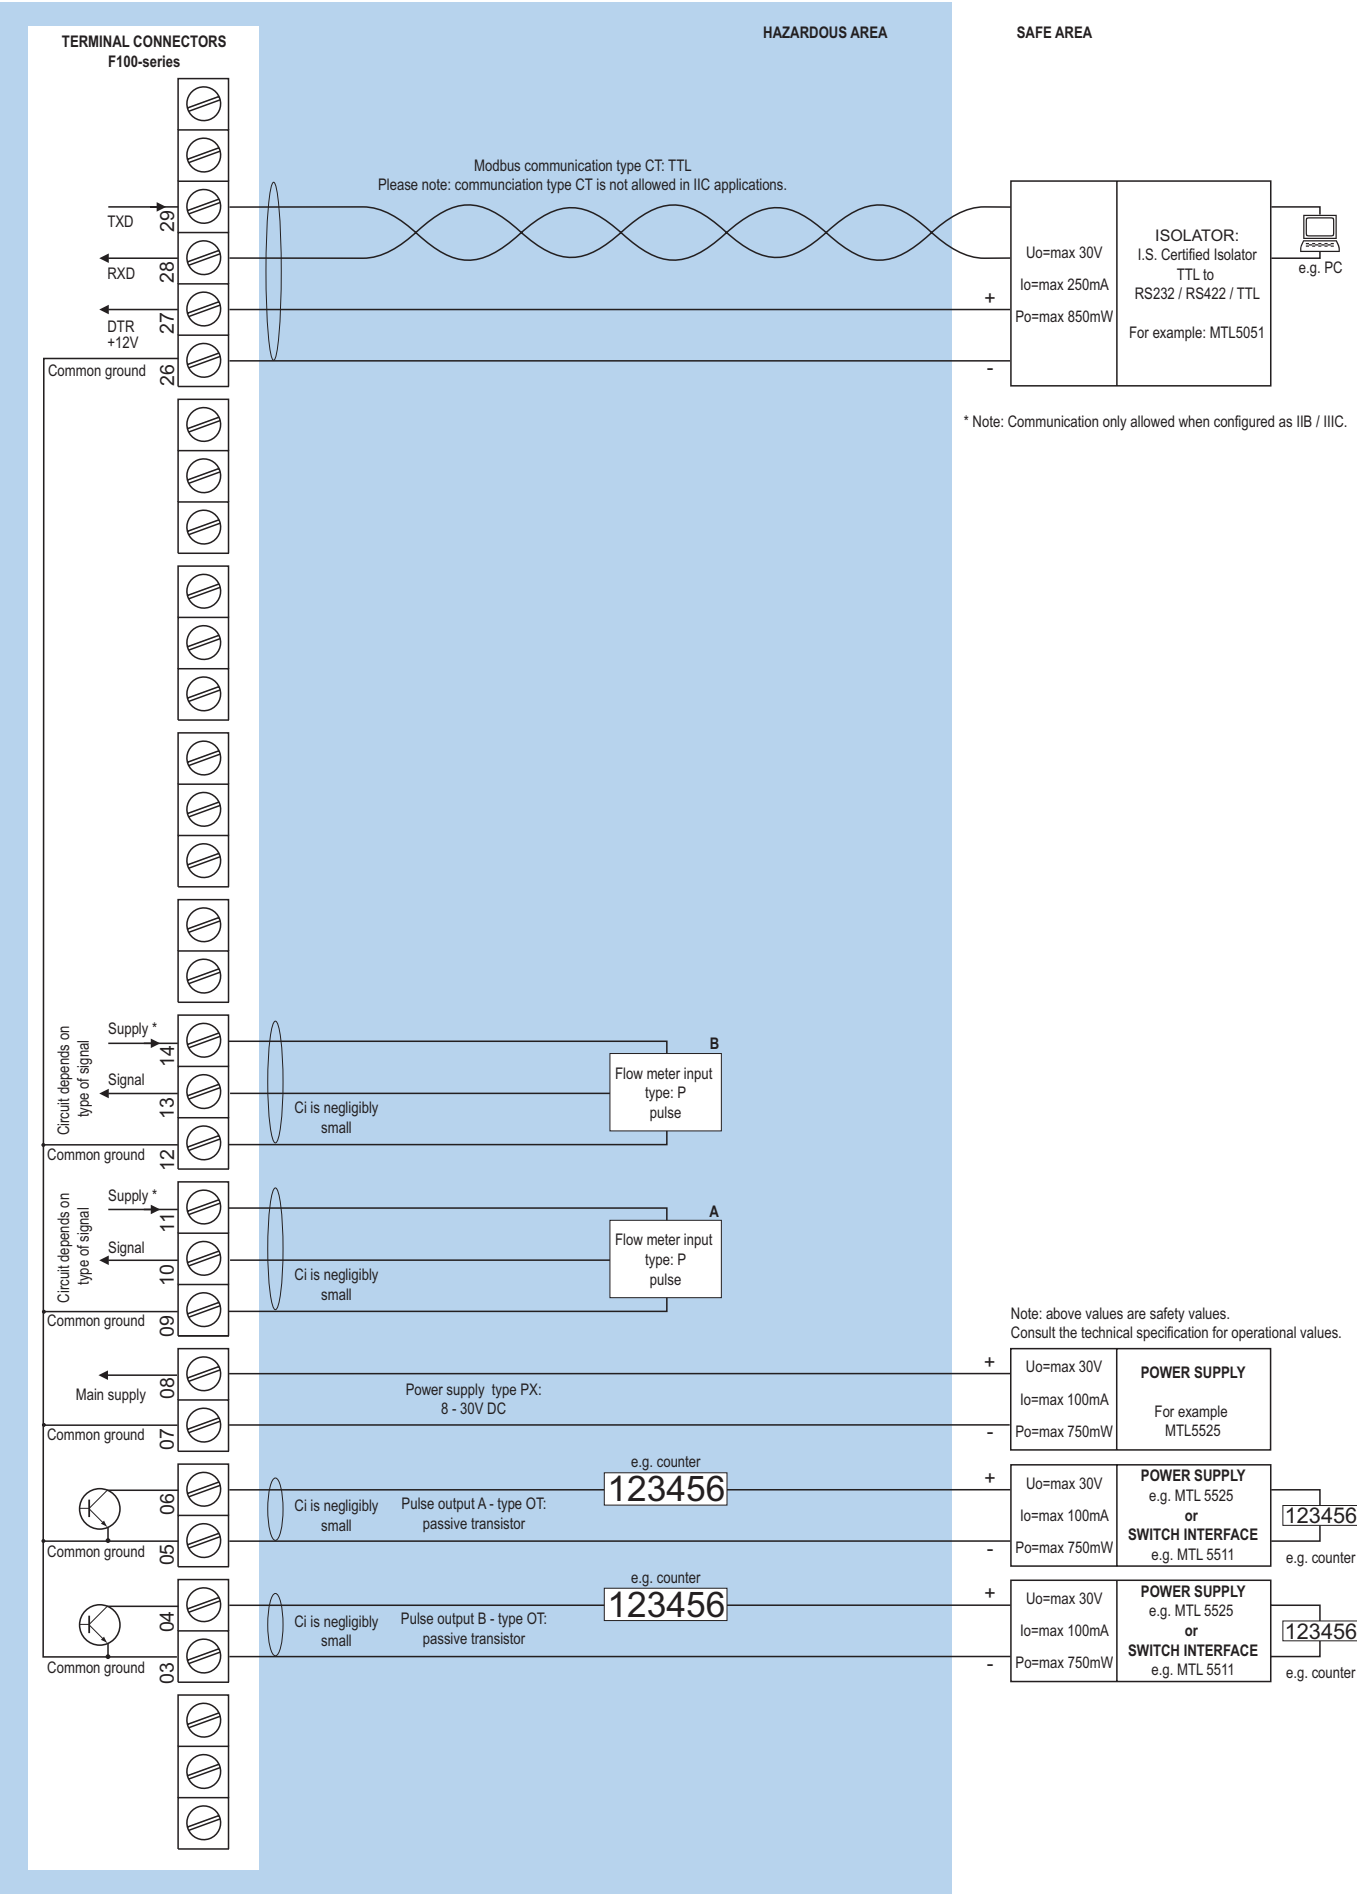 HAZARDOUS AREA
SAFE AREA
TERMINAL CONNECTORS
F100-series
Modbus communication type CT: TTL
Please note: communciation type CT is not allowed in IIC applications.
TXD
29
RXD
28
DTR
+12V
27
Common ground
26
+
-
Uo=max 30V
Io=max 250mA
Po=max 850mW
ISOLATOR:
I.S. Certified Isolator
TTL to
RS232 / RS422 / TTL
For example: MTL5051
e.g. PC
* Note: Communication only allowed when configured as IIB / IIIC.
Circuit depends on
type of signal
Supply *
14
Signal
13
Common ground
12
Ci is negligibly
small
B
Flow meter input
type: P
pulse
Circuit depends on
type of signal
Supply *
11
Signal
10
Common ground
09
Ci is negligibly
small
A
Flow meter input
type: P
pulse
Note: above values are safety values.
Consult the technical specification for operational values.
Main supply
08
Common ground
07
Power supply type PX:
8 - 30V DC
+
-
Uo=max 30V
Io=max 100mA
Po=max 750mW
POWER SUPPLY
For example
MTL5525
06
Common ground
05
Ci is negligibly
small
Pulse output A - type OT:
passive transistor
e.g. counter
123456
+
-
Uo=max 30V
Io=max 100mA
Po=max 750mW
POWER SUPPLY
e.g. MTL 5525
or
SWITCH INTERFACE
e.g. MTL 5511
123456
e.g. counter
04
Common ground
03
Ci is negligibly
small
Pulse output B - type OT:
passive transistor
e.g. counter
123456
+
-
Uo=max 30V
Io=max 100mA
Po=max 750mW
POWER SUPPLY
e.g. MTL 5525
or
SWITCH INTERFACE
e.g. MTL 5511
123456
e.g. counter